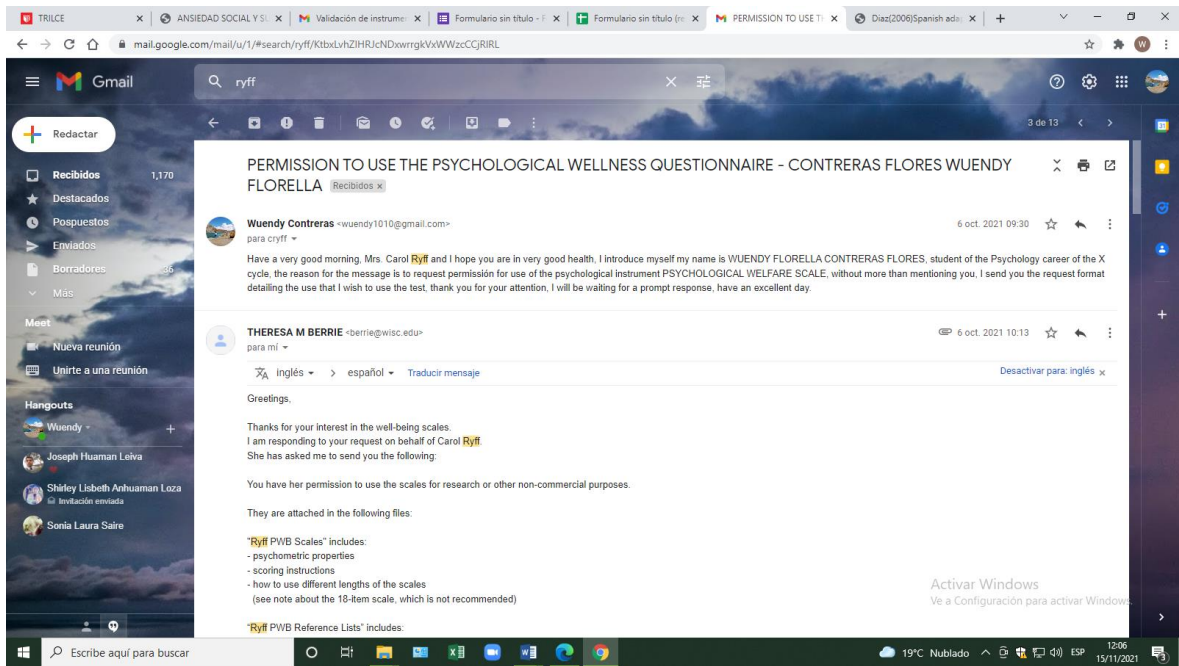 TRILCE
ANSIEDAD SOCIAL Y SU
Validación de instrumen
Formulario sin título - F
Formulario sin título (re
PERMISSION TO USE TH
Diaz(2006)Spanish adap
mail.google.com/mail/u/1/#search/ryff/KtbxLvhZlHRJcNDxwrrgkVxWWzcCCjRlRL
W
Gmail
ryff
Redactar
3 de 13
Recibidos 1,170
Destacados
Pospuestos
Enviados
Borradores 36
Más
Meet
Nueva reunión
Unirte a una reunión
Hangouts
Wuendy
Joseph Huaman Leiva
Shirley Lisbeth Anhuaman Loza
Invitación enviada
Sonia Laura Saire
PERMISSION TO USE THE PSYCHOLOGICAL WELLNESS QUESTIONNAIRE - CONTRERAS FLORES WUENDY
FLORELLA Recibidos x
Wuendy Contreras <wuendy1010@gmail.com> 6 oct. 2021 09:30
para cryff
Have a very good morning, Mrs. Carol Ryff and I hope you are in very good health, I introduce myself my name is WUENDY FLORELLA CONTRERAS FLORES, student of the Psychology career of the X
cycle, the reason for the message is to request permissión for use of the psychological instrument PSYCHOLOGICAL WELFARE SCALE, without more than mentioning you, I send you the request format
detailing the use that I wish to use the test, thank you for your attention, I will be waiting for a prompt response, have an excellent day.
THERESA M BERRIE <berrie@wisc.edu> 6 oct. 2021 10:13
para mí
inglés > español Traducir mensaje Desactivar para: inglés x
Greetings,
Thanks for your interest in the well-being scales.
I am responding to your request on behalf of Carol Ryff.
She has asked me to send you the following:
You have her permission to use the scales for research or other non-commercial purposes.
They are attached in the following files:
"Ryff PWB Scales" includes:
- psychometric properties
- scoring instructions
- how to use different lengths of the scales
(see note about the 18-item scale, which is not recommended)
"Ryff PWB Reference Lists" includes:
Activar Windows
Ve a Configuración para activar Windows.
Escribe aquí para buscar
19°C Nublado
ESP
12:06
15/11/2021
3